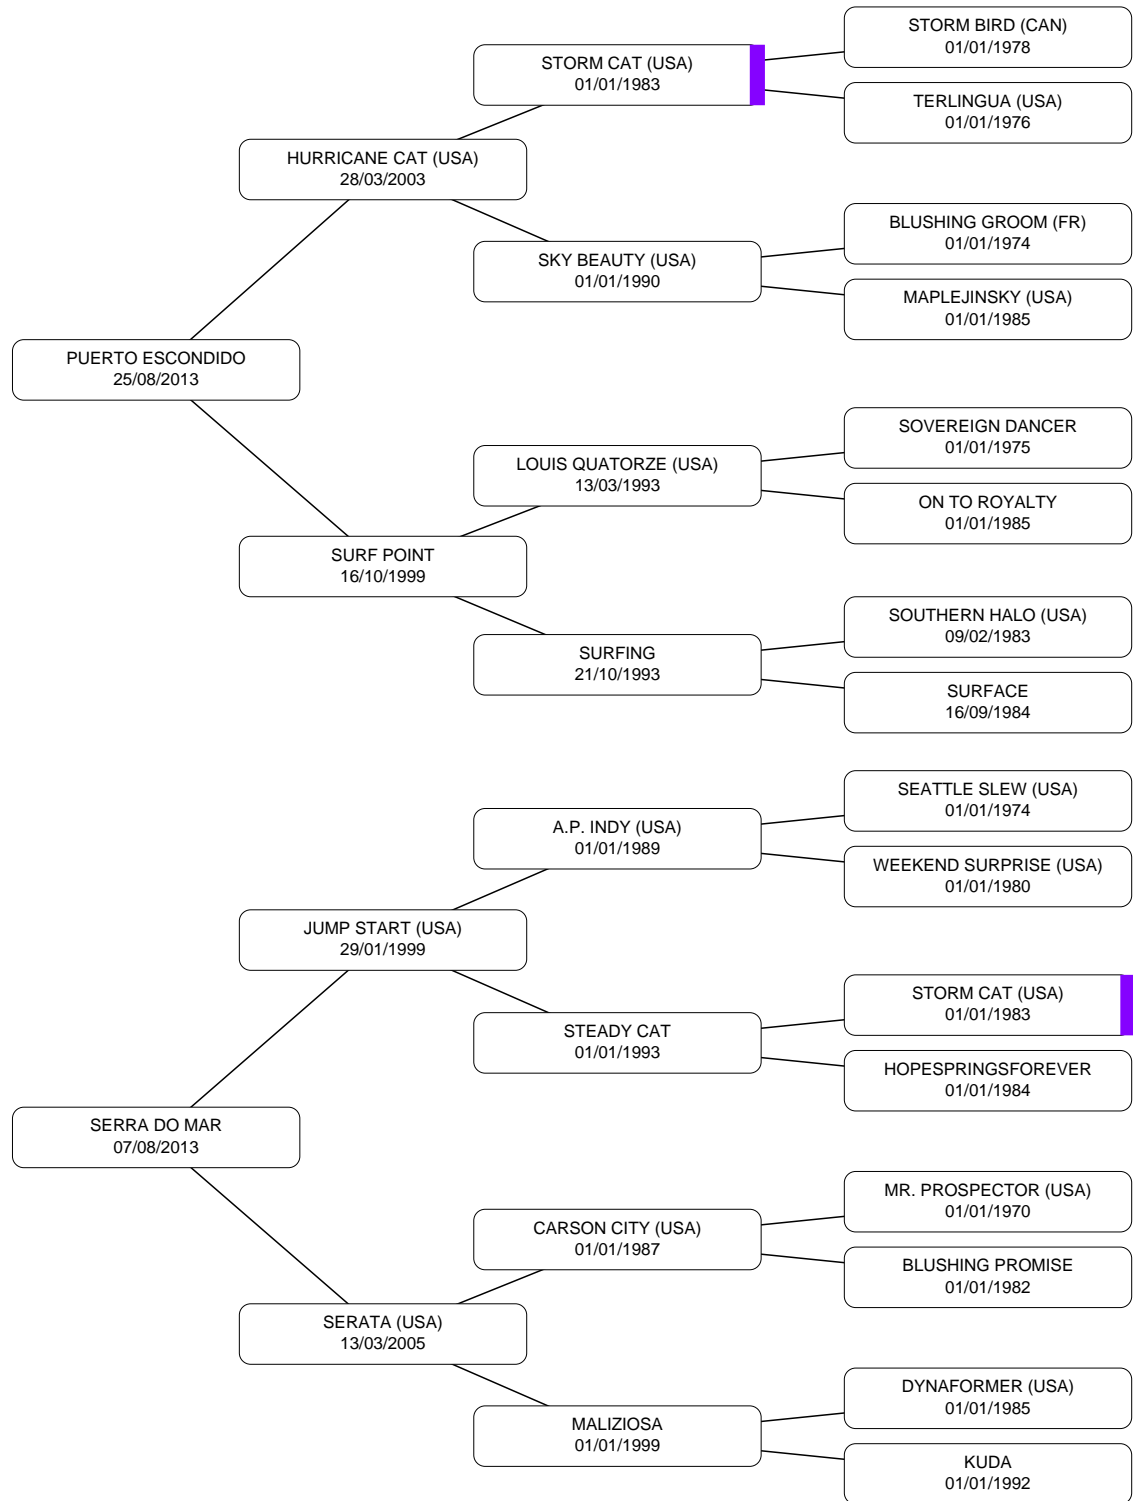 STORM BIRD (CAN)
01/01/1978
STORM CAT (USA)
01/01/1983
TERLINGUA (USA)
01/01/1976
HURRICANE CAT (USA)
28/03/2003
BLUSHING GROOM (FR)
01/01/1974
SKY BEAUTY (USA)
01/01/1990
MAPLEJINSKY (USA)
01/01/1985
PUERTO ESCONDIDO
25/08/2013
SOVEREIGN DANCER
01/01/1975
LOUIS QUATORZE (USA)
13/03/1993
ON TO ROYALTY
01/01/1985
SURF POINT
16/10/1999
SOUTHERN HALO (USA)
09/02/1983
SURFING
21/10/1993
SURFACE
16/09/1984
SEATTLE SLEW (USA)
01/01/1974
A.P. INDY (USA)
01/01/1989
WEEKEND SURPRISE (USA)
01/01/1980
JUMP START (USA)
29/01/1999
STORM CAT (USA)
01/01/1983
STEADY CAT
01/01/1993
HOPESPRINGSFOREVER
01/01/1984
SERRA DO MAR
07/08/2013
MR. PROSPECTOR (USA)
01/01/1970
CARSON CITY (USA)
01/01/1987
BLUSHING PROMISE
01/01/1982
SERATA (USA)
13/03/2005
DYNAFORMER (USA)
01/01/1985
MALIZIOSA
01/01/1999
KUDA
01/01/1992